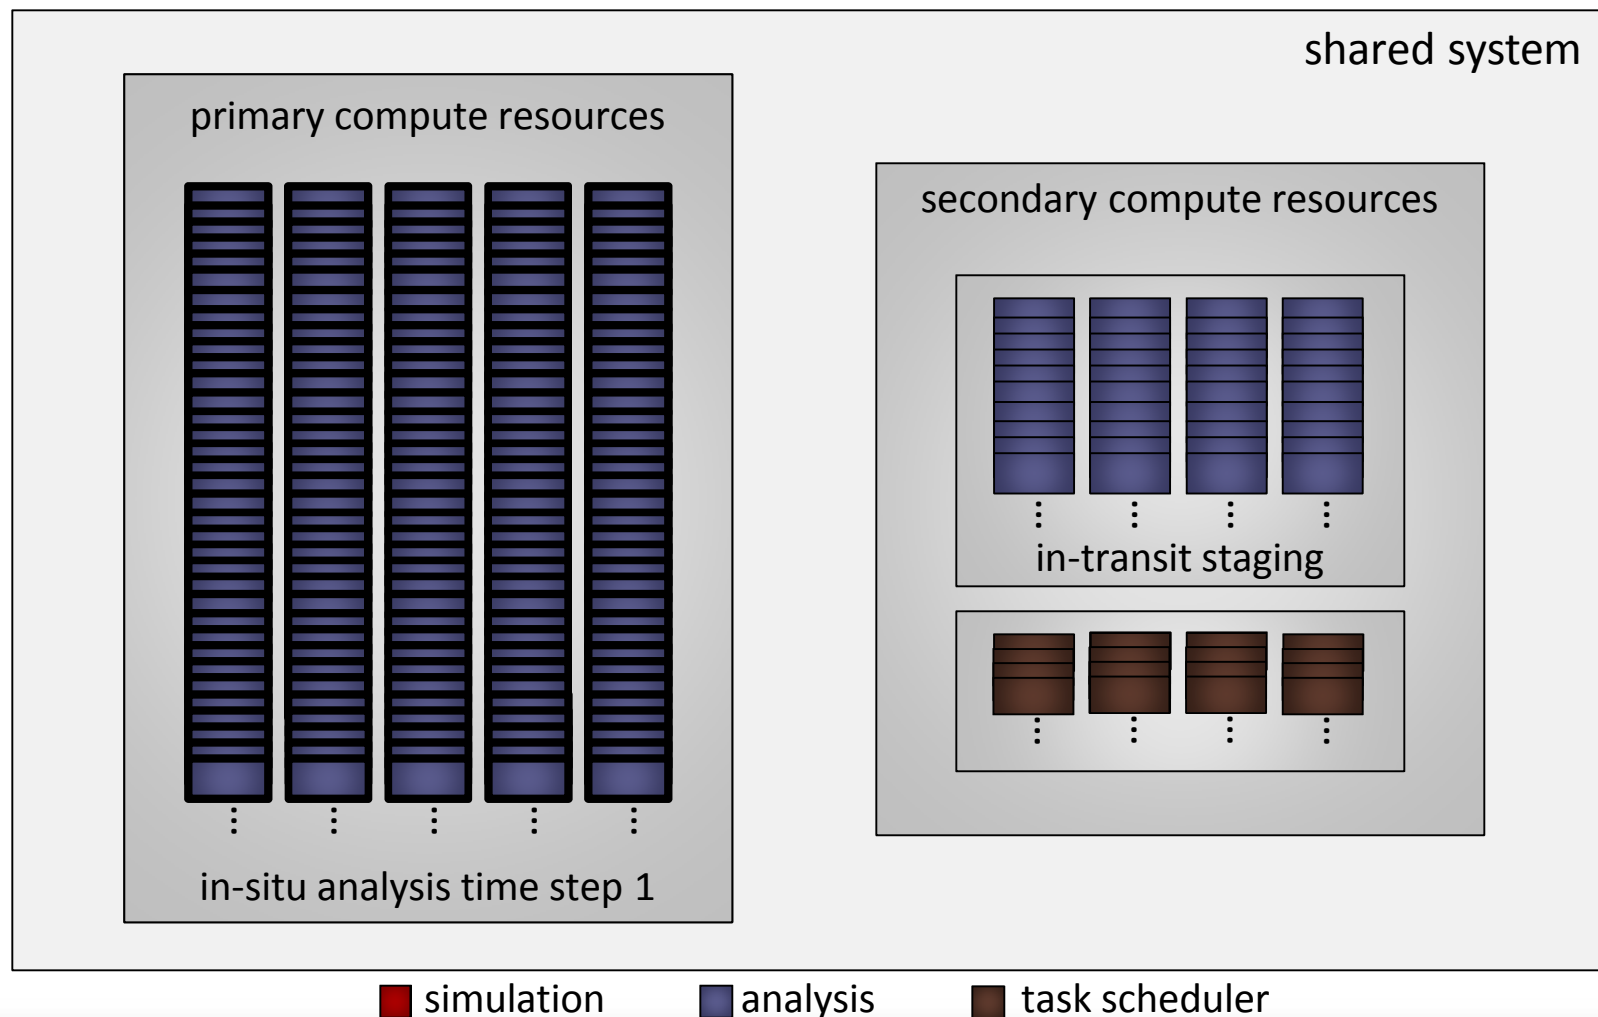 shared system
primary compute resources
secondary compute resources
in-transit staging
in-situ analysis time step 1
simulation
analysis
task scheduler